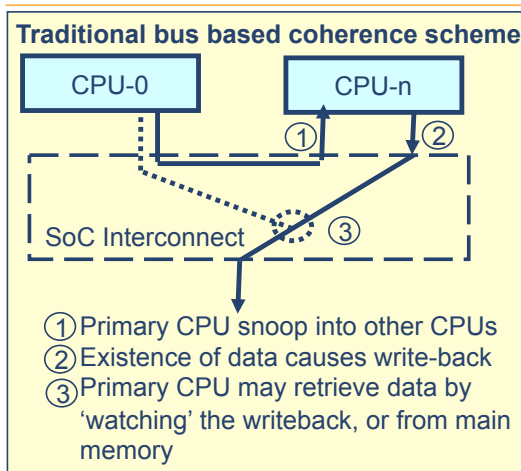 Traditional bus based coherence scheme
CPU-0
CPU-n
1
2
SoC Interconnect
3
1 Primary CPU snoop into other CPUs
2 Existence of data causes write-back
3 Primary CPU may retrieve data by
‘watching’ the writeback, or from main
memory